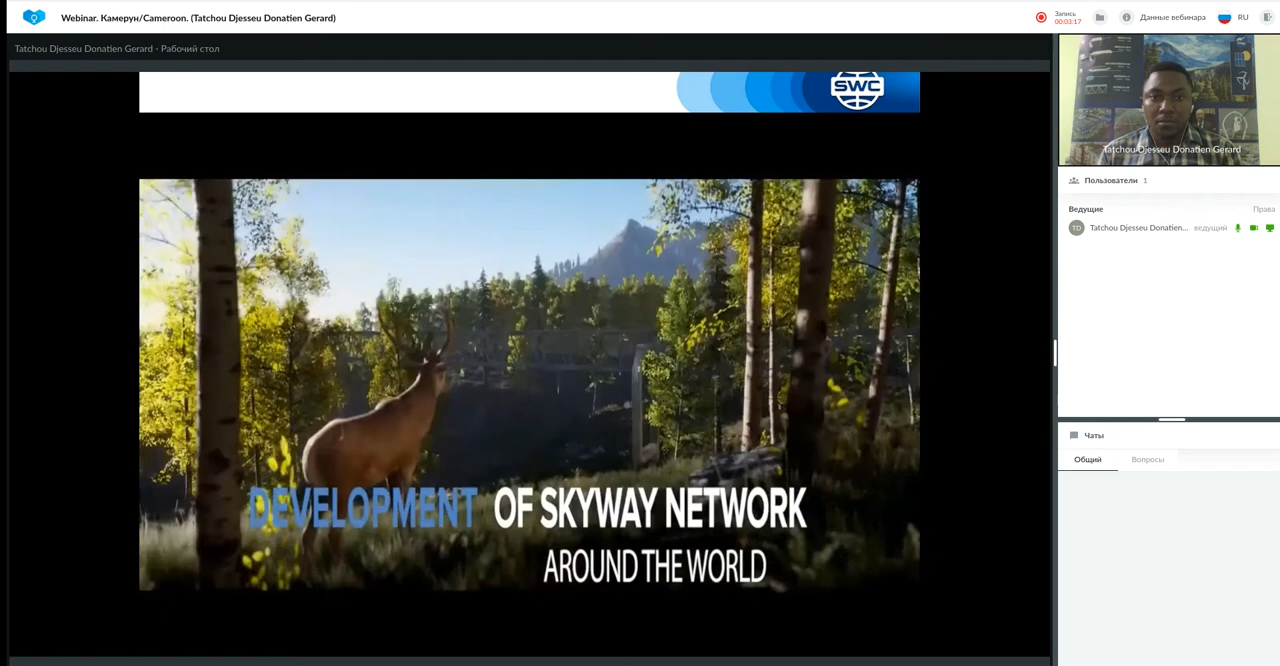 Webinar. Камерун/Cameroon. (Tatchou Djesseu Donatien Gerard)
Запись
00:03:17
Данные вебинара
RU
Tatchou Djesseu Donatien Gerard - Рабочий стол
SWC
DEVELOPMENT OF SKYWAY NETWORK
AROUND THE WORLD
Tatchou Djesseu Donatien Gerard
Пользователи 1
Ведущие Права
TD Tatchou Djesseu Donatien... ведущий
Чаты
Общий Вопросы